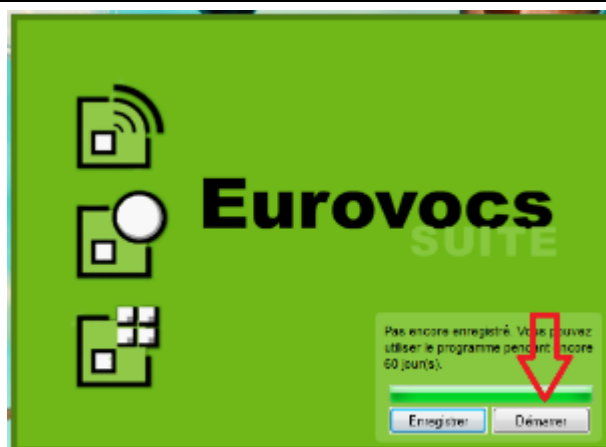 Eurovocs
SUITE
Pas encore enregistré. Vous pouvez
utiliser le programme pendant encore
60 jour(s).
Enregistrer Démarrer